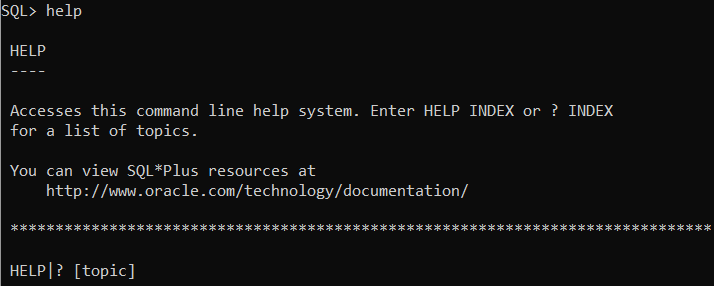 SQL> help
HELP
----
Accesses this command line help system. Enter HELP INDEX or ? INDEX
for a list of topics.
You can view SQL*Plus resources at
http://www.oracle.com/technology/documentation/
******************************************************************************
HELP|? [topic]